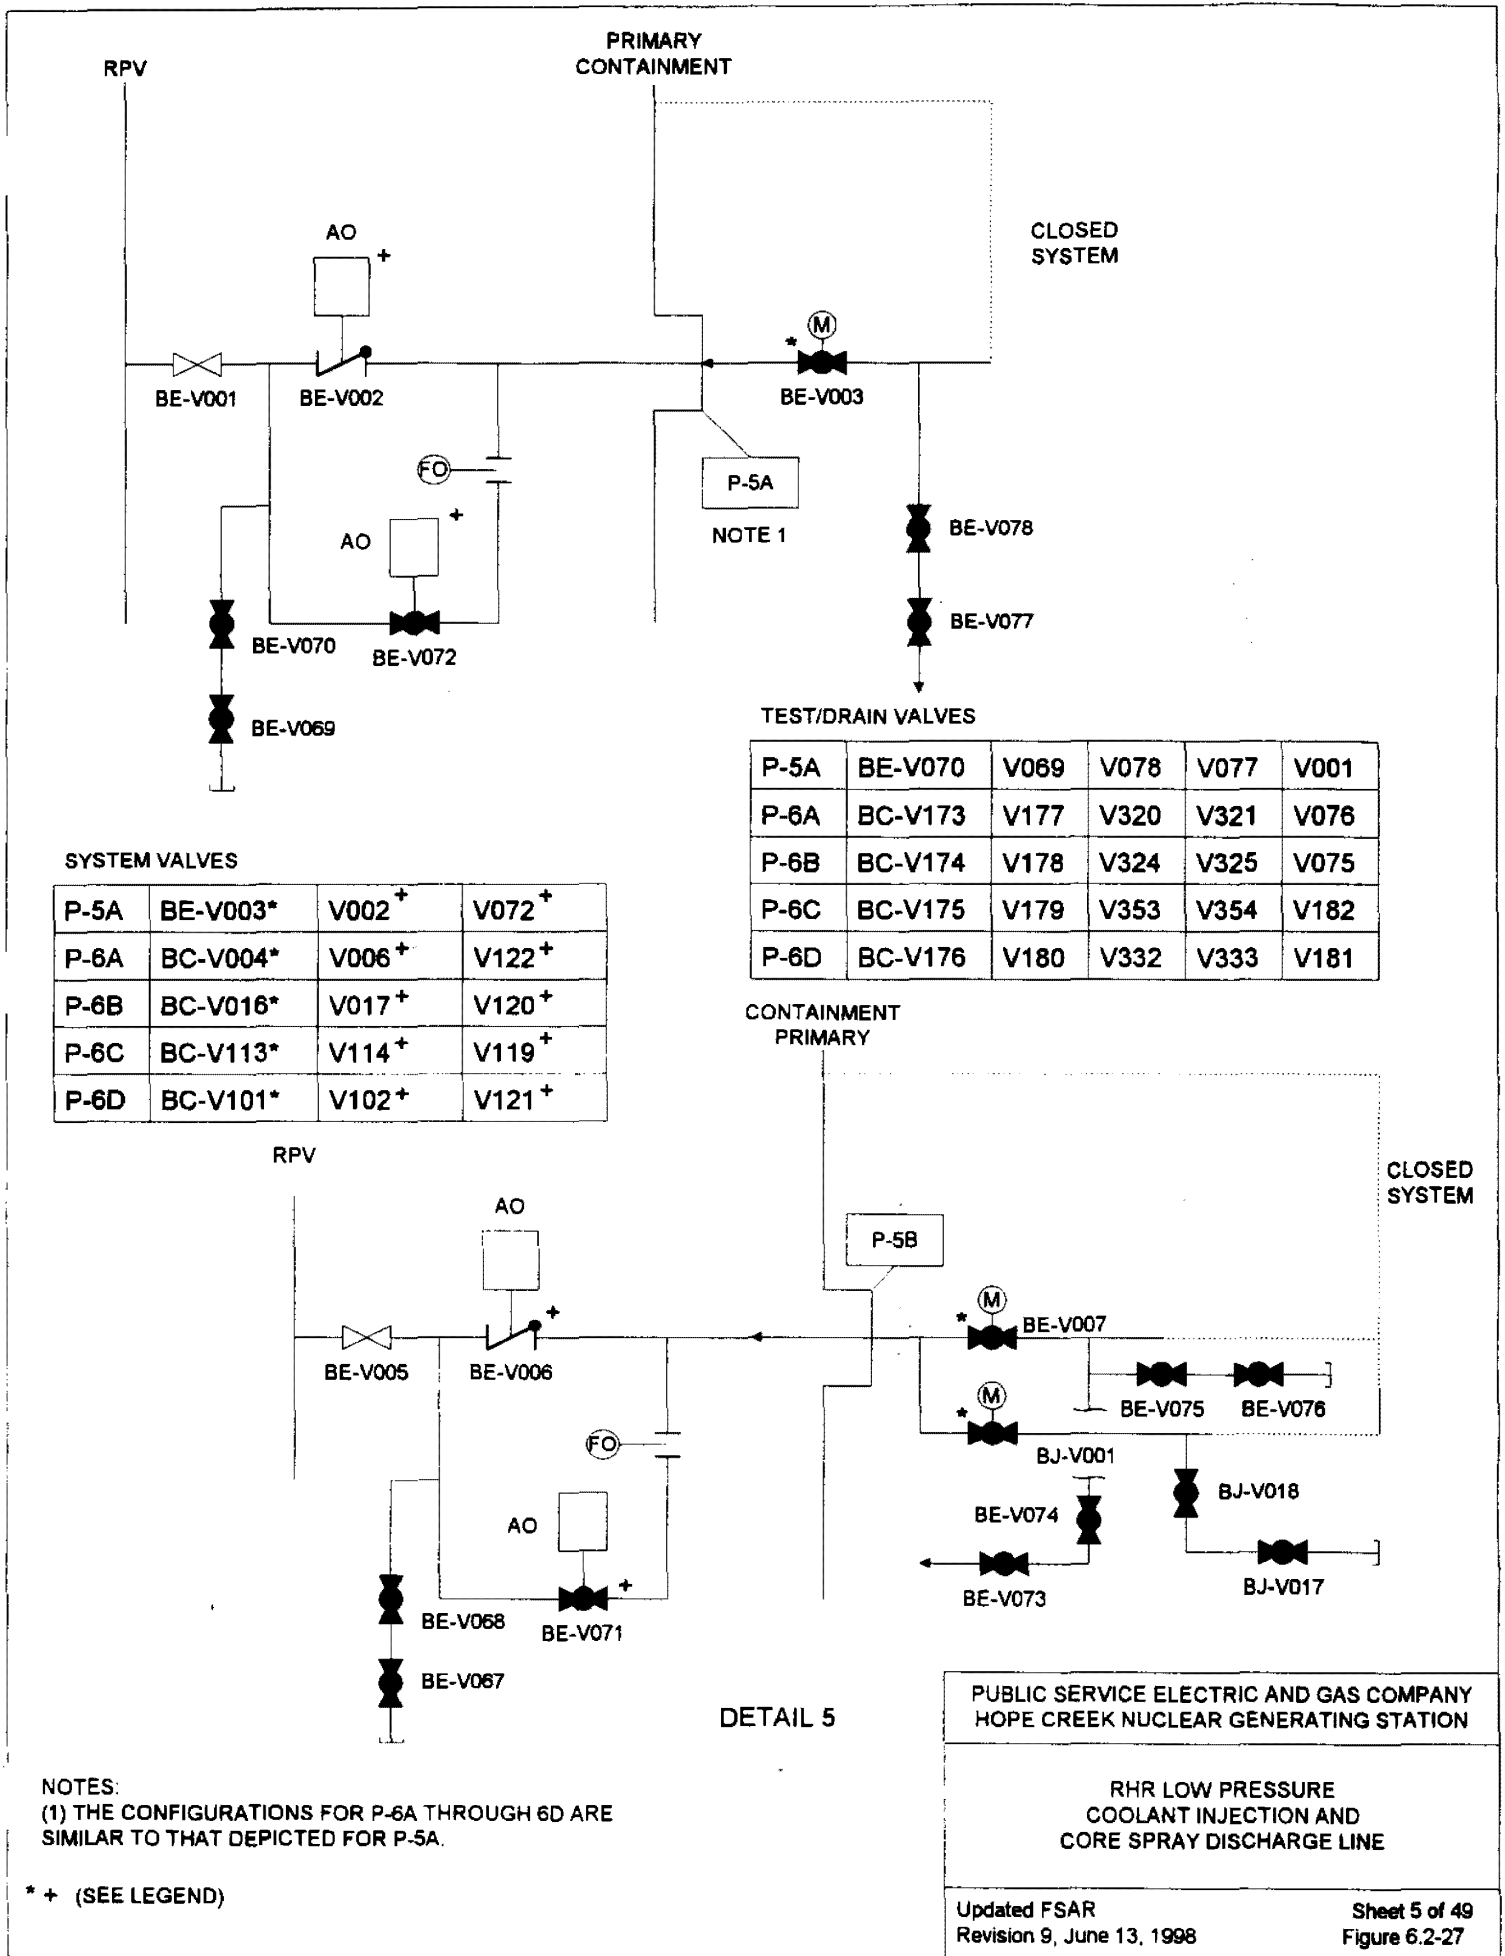 RPV
PRIMARY
CONTAINMENT
CLOSED
SYSTEM
AO
+
M
*
BE-V001
BE-V002
BE-V003
FO
P-5A
NOTE 1
AO
+
BE-V078
BE-V070
BE-V072
BE-V077
BE-V069
TEST/DRAIN VALVES
P-5A BE-V070 V069 V078 V077 V001
P-6A BC-V173 V177 V320 V321 V076
P-6B BC-V174 V178 V324 V325 V075
P-6C BC-V175 V179 V353 V354 V182
P-6D BC-V176 V180 V332 V333 V181
SYSTEM VALVES
P-5A BE-V003* V002+ V072+
P-6A BC-V004* V006+ V122+
P-6B BC-V016* V017+ V120+
P-6C BC-V113* V114+ V119+
P-6D BC-V101* V102+ V121+
CONTAINMENT
PRIMARY
RPV
CLOSED
SYSTEM
AO
P-5B
+
M
*
BE-V007
BE-V005
BE-V006
M
*
BE-V075
BE-V076
FO
BJ-V001
BJ-V018
AO
BE-V074
+
BE-V073
BJ-V017
BE-V068
BE-V071
BE-V067
DETAIL 5
PUBLIC SERVICE ELECTRIC AND GAS COMPANY
HOPE CREEK NUCLEAR GENERATING STATION
RHR LOW PRESSURE
COOLANT INJECTION AND
CORE SPRAY DISCHARGE LINE
NOTES:
(1) THE CONFIGURATIONS FOR P-6A THROUGH 6D ARE
SIMILAR TO THAT DEPICTED FOR P-5A.
* + (SEE LEGEND)
Updated FSAR
Revision 9, June 13, 1998
Sheet 5 of 49
Figure 6.2-27